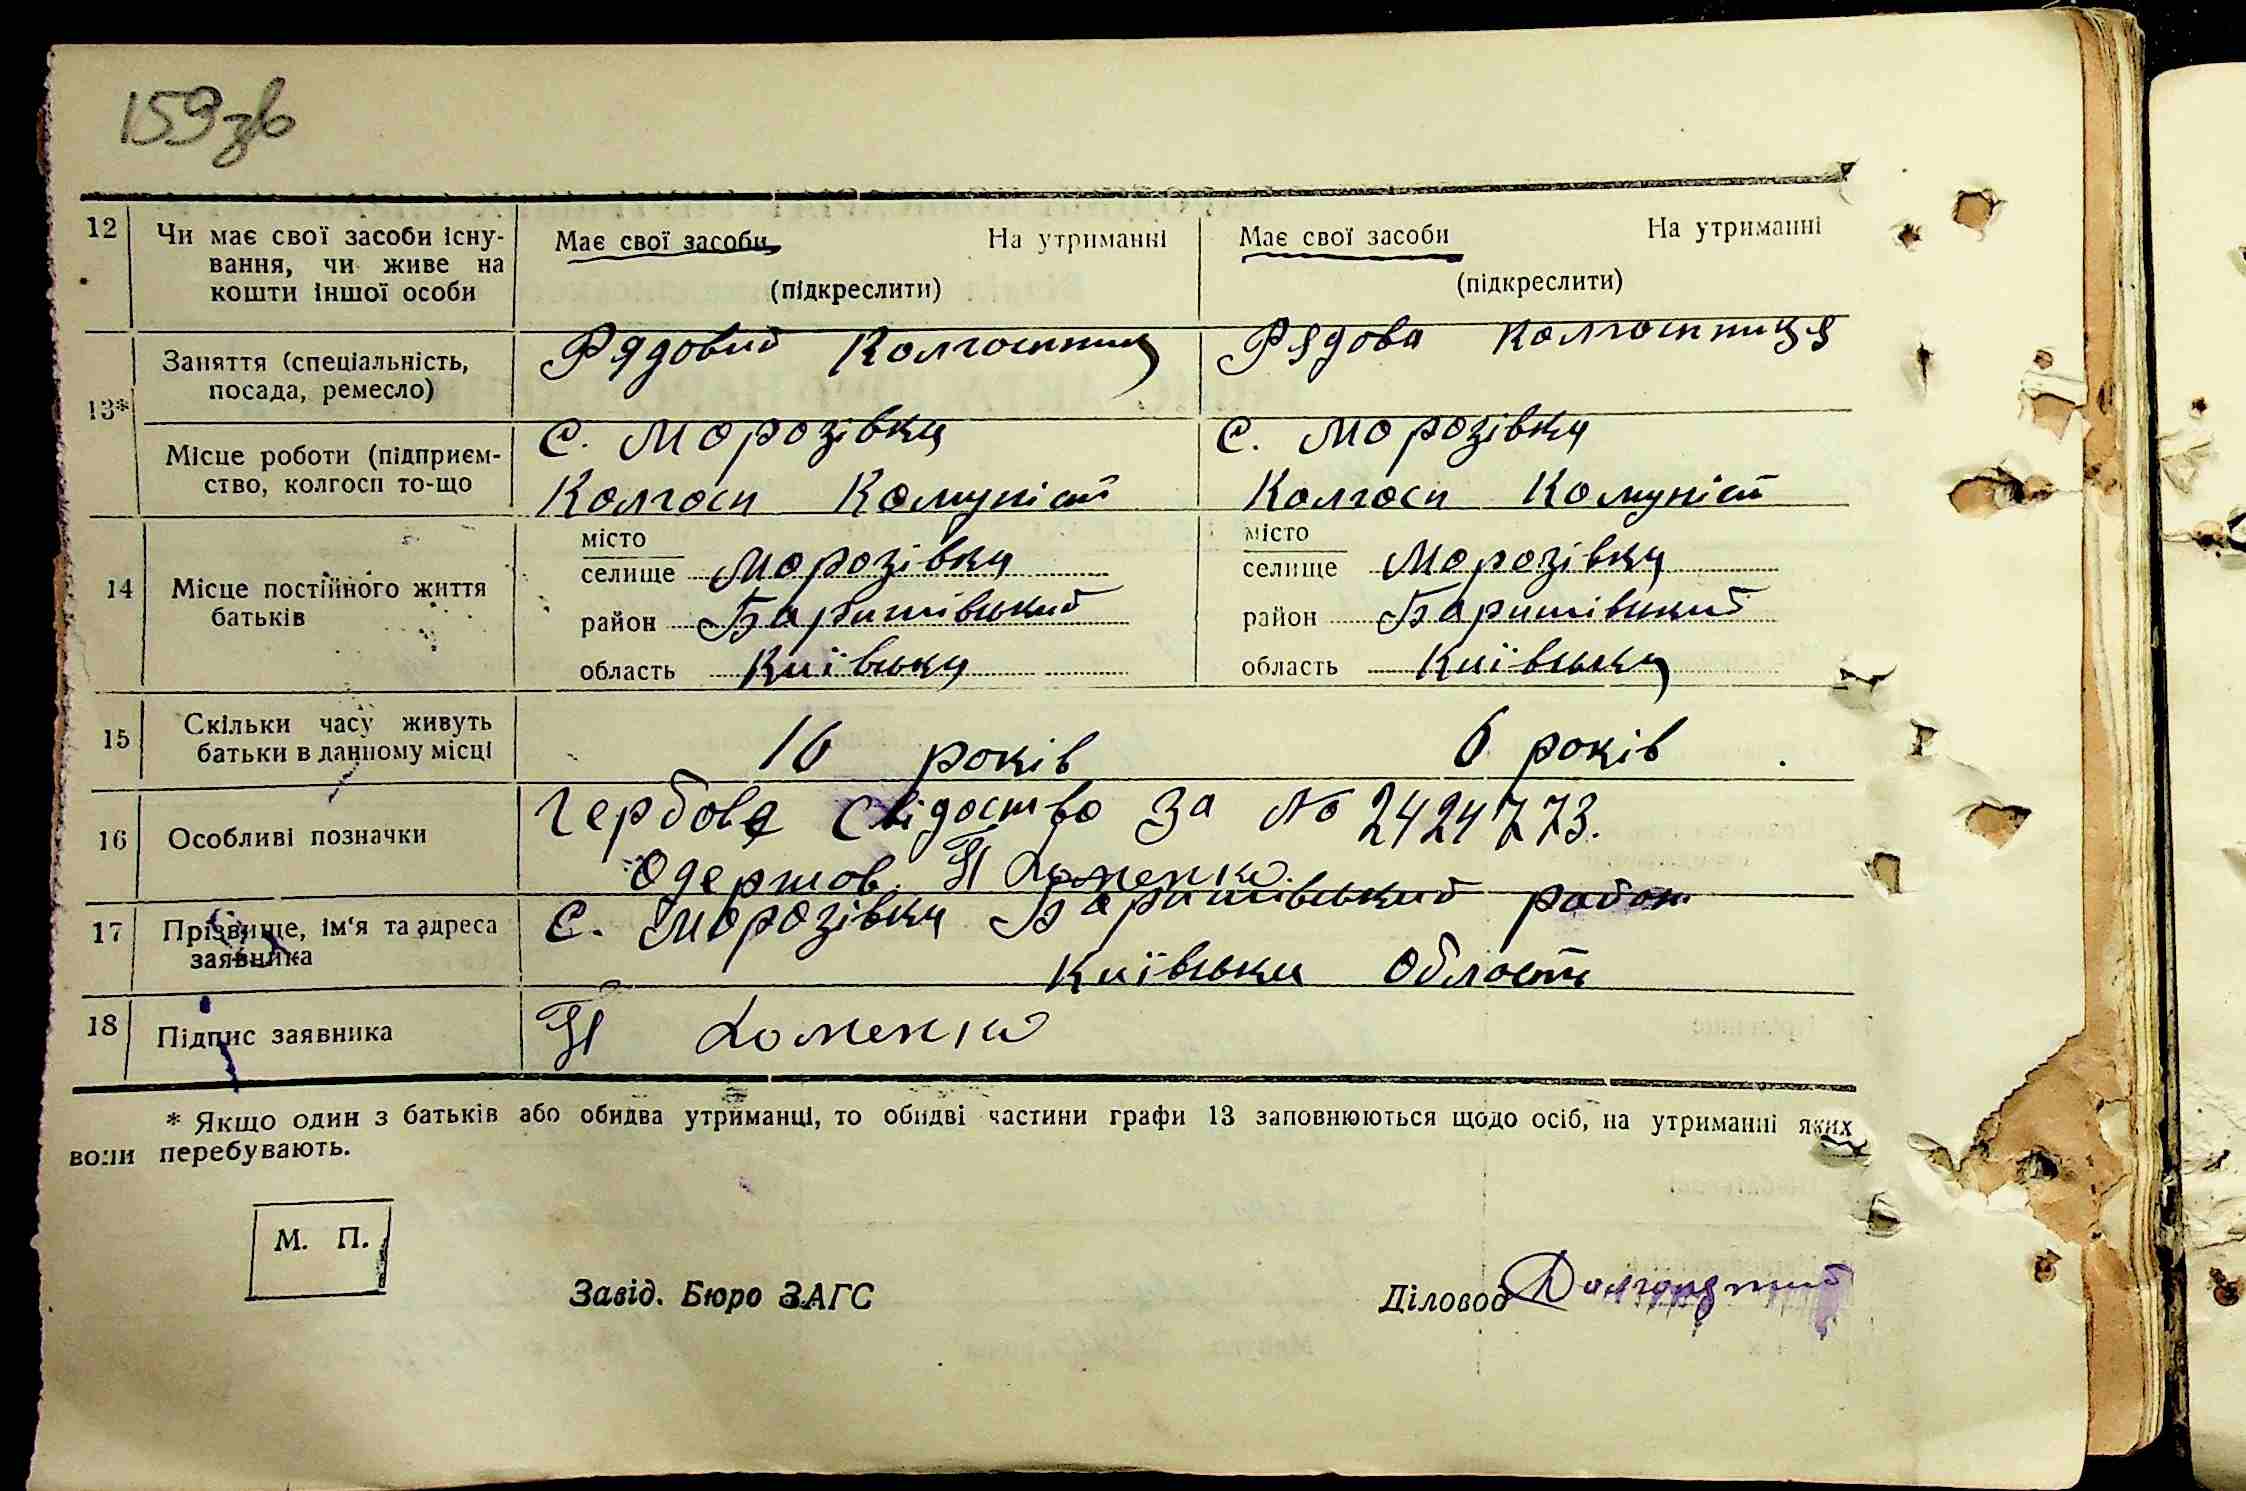 159зв
12 Чи має свої засоби існу- Має свої засоби На утриманні Має свої засоби На утриманні
вання, чи живе на
кошти іншої особи (підкреслити) (підкреслити)
Заняття (спеціальність, Рядовий Колгоспник Рядова колгоспниця
посада, ремесло)
13*
с. Морозівка с. Морозівка
Місце роботи (підприєм-
ство, колгосп то-що Колгосп Комуніст Колгосп Комуніст
місто місто
селище Морозівка селище Морозівка
14 Місце постійного життя
батьків район Баришівський район Баришівський
область Київська область Київська
15 Скільки часу живуть
батьки в данному місці 16 років 6 років
Гербове свідоство за № 2424773.
16 Особливі позначки
Одержав
с. Морозівка Баришівський район
17 Прізвище, ім'я та адреса
заявника
Київська Область
18 Підпис заявника
* Якщо один з батьків або обидва утриманці, то обидві частини графи 13 заповнюються щодо осіб, на утриманні яких
вони перебувають.
М. П.
Завід. Бюро ЗАГС Діловод